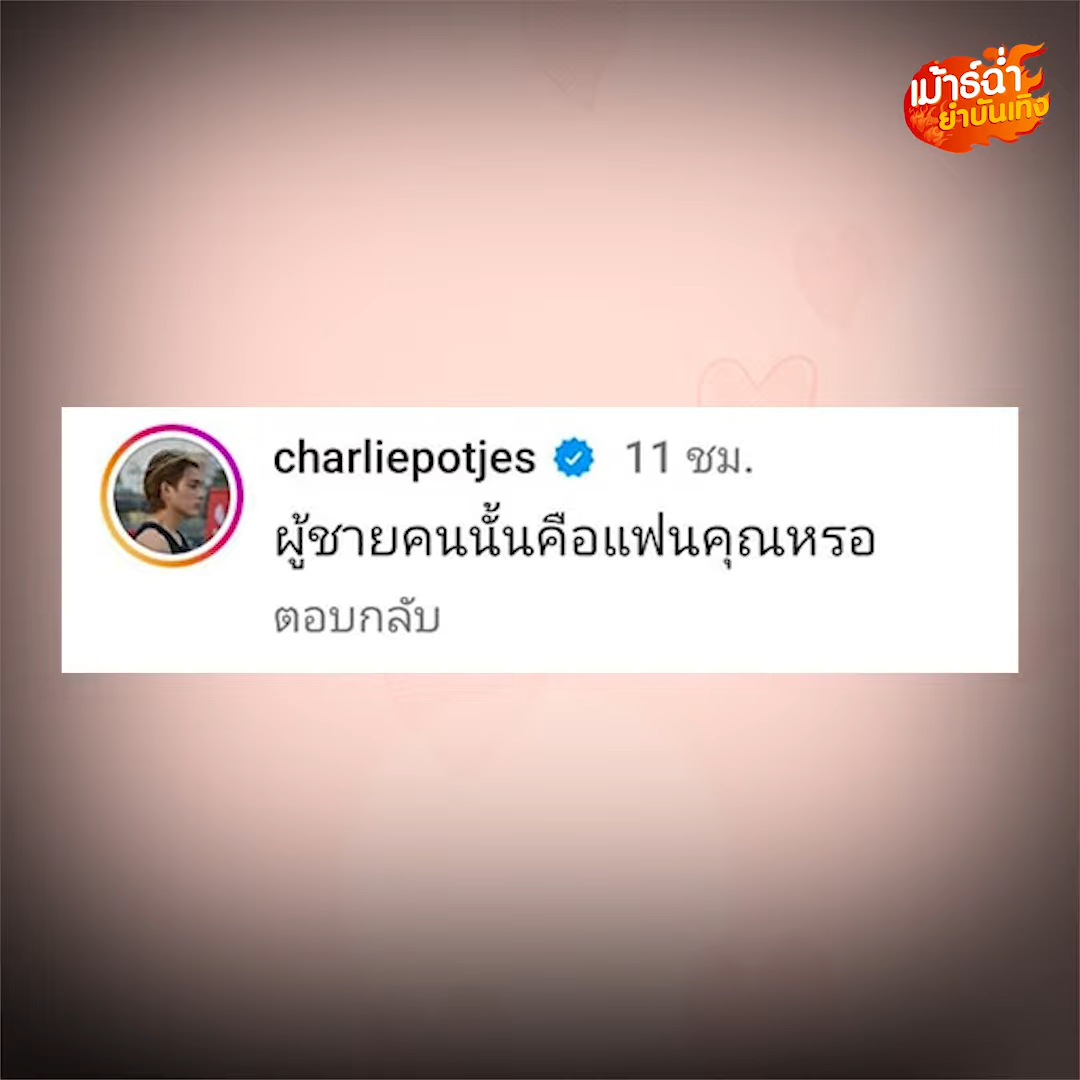 เม้าธ์ฉ่ำ
ยำบันเทิง
charliepotjes 11 ชม.
ผู้ชายคนนั้นคือแฟนคุณหรอ
ตอบกลับ